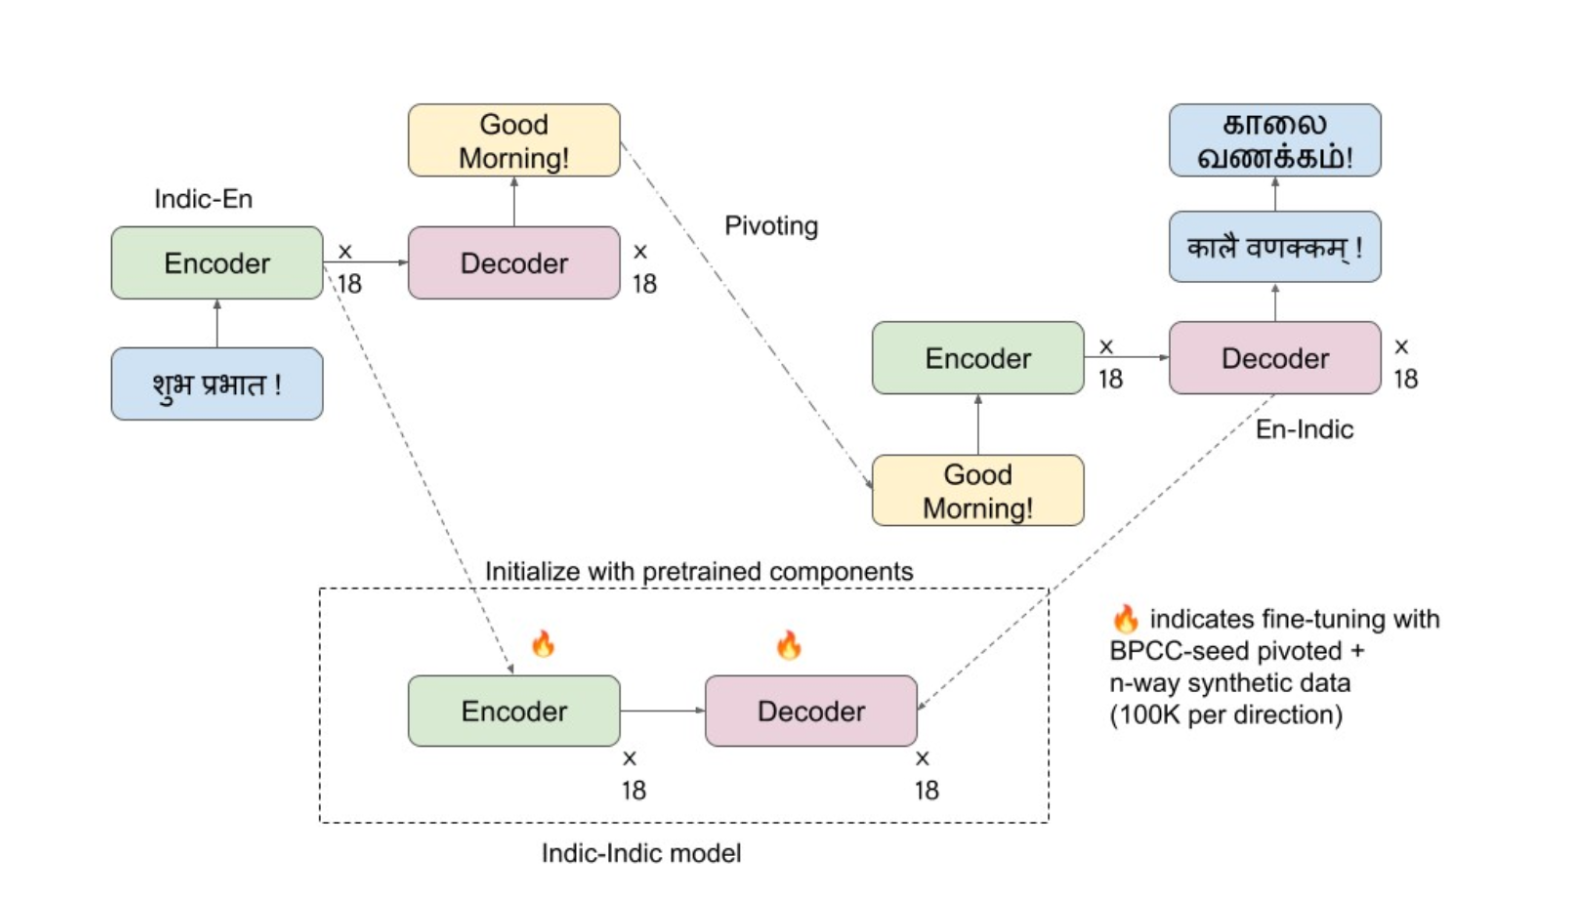 Good
Morning!
Indic-En
Encoder
x
18
Decoder
x
18
शुभ प्रभात !
Pivoting
காலை
வணக்கம்!
कालै वणक्कम् !
Encoder
x
18
Decoder
x
18
En-Indic
Good
Morning!
Initialize with pretrained components
Encoder
x
18
Decoder
x
18
Indic-Indic model
🔥 indicates fine-tuning with
BPCC-seed pivoted +
n-way synthetic data
(100K per direction)